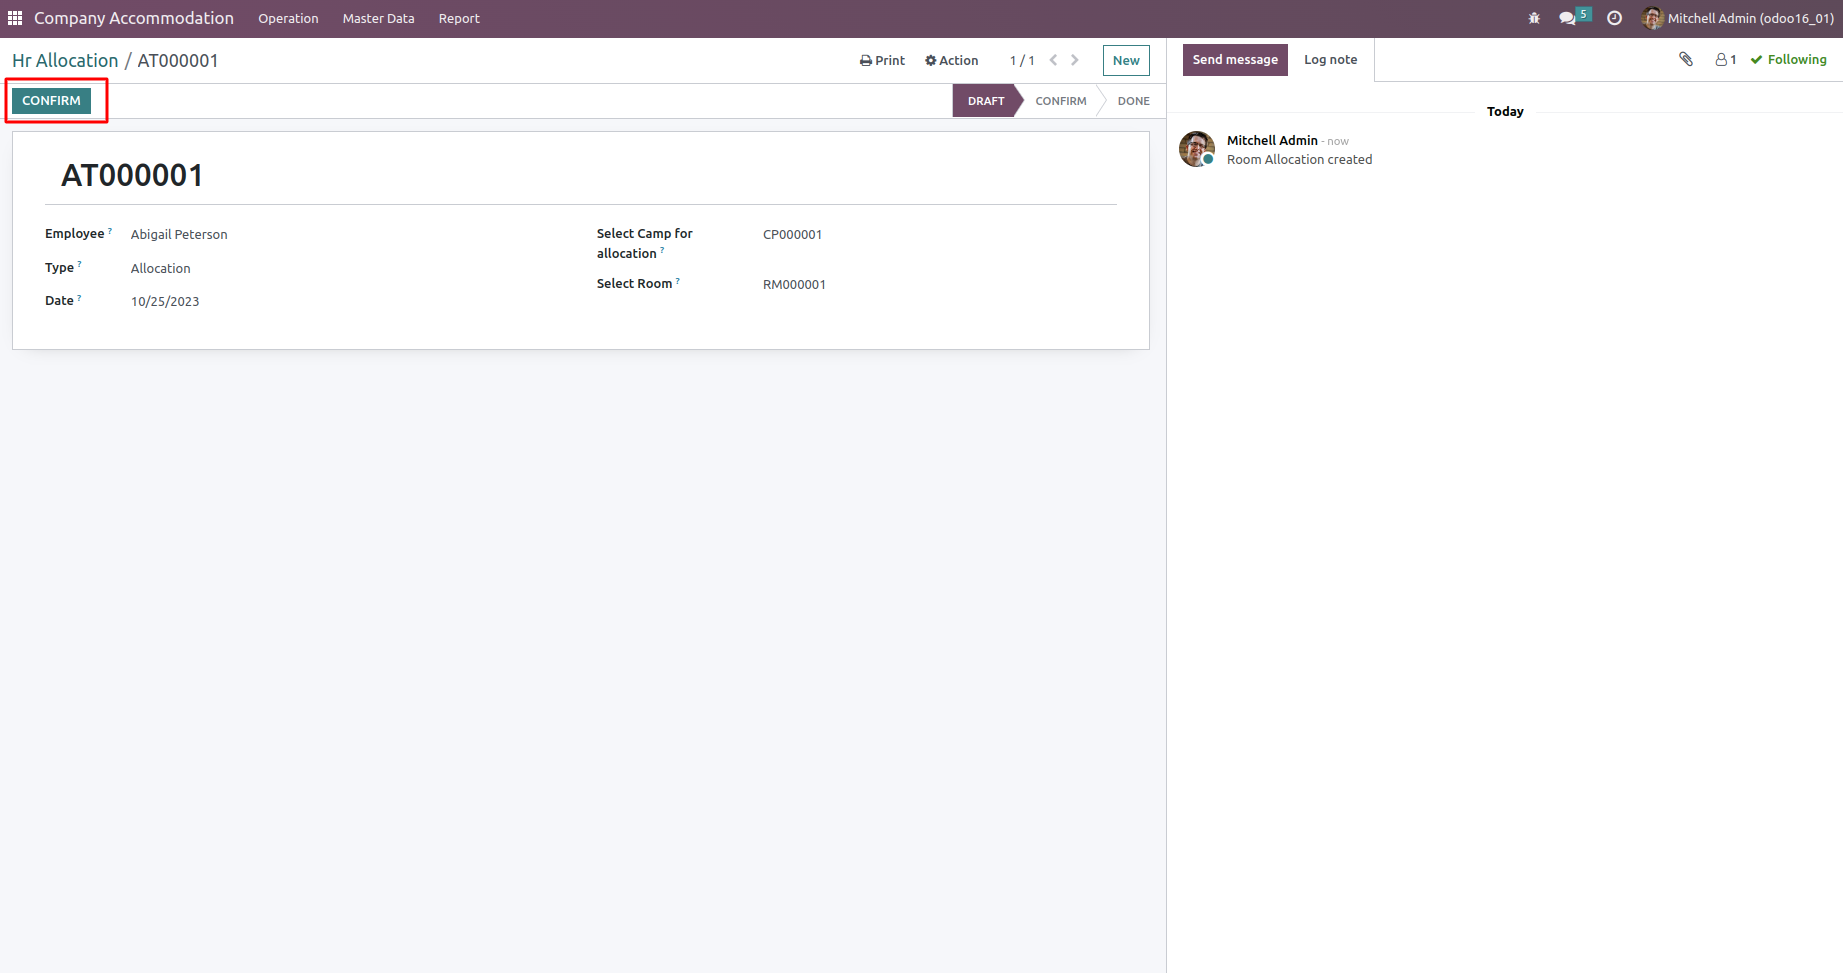 Company Accommodation Operation Master Data Report 5 Mitchell Admin (odoo16_01)
Hr Allocation / AT000001 Print Action 1 / 1 New Send message Log note 1 Following
CONFIRM DRAFT CONFIRM DONE
Today
Mitchell Admin - now
Room Allocation created
AT000001
Employee ? Abigail Peterson
Type ? Allocation
Date ? 10/25/2023
Select Camp for
allocation ? CP000001
Select Room ? RM000001